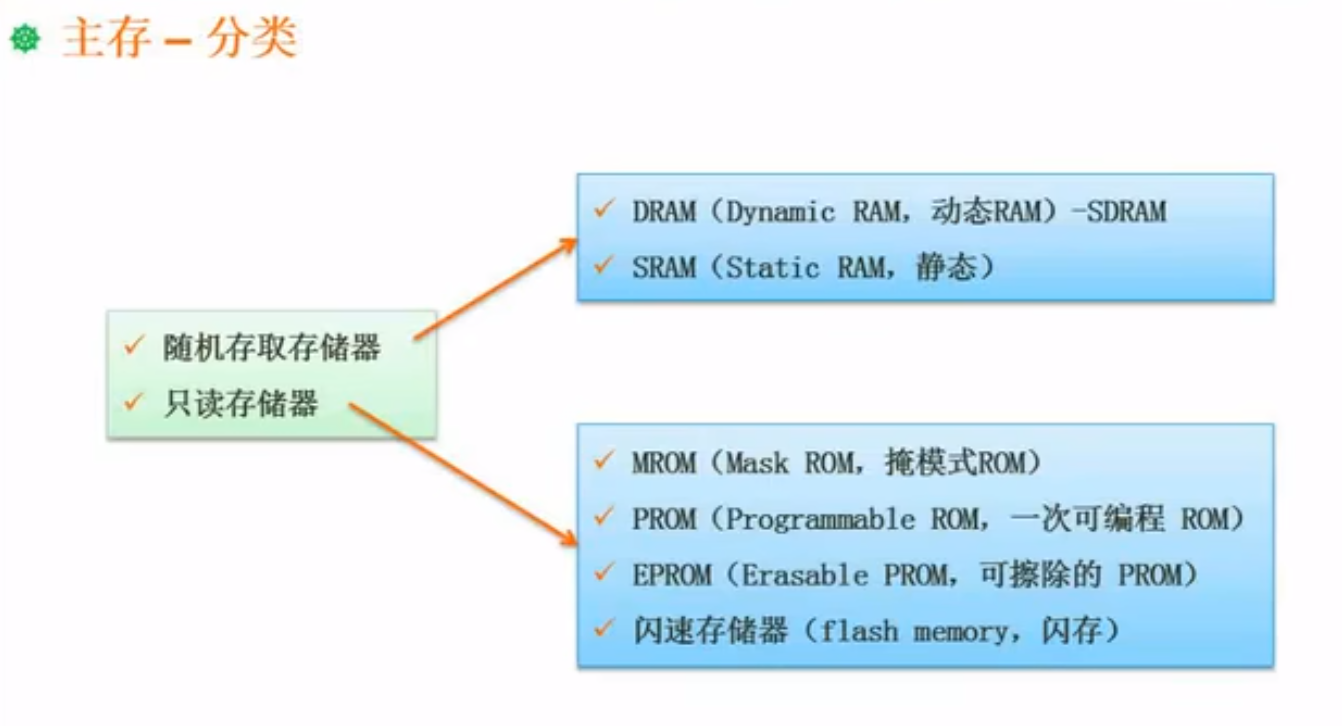 主存 – 分类
DRAM（Dynamic RAM，动态RAM）-SDRAM
SRAM（Static RAM，静态）
随机存取存储器
只读存储器
MROM（Mask ROM，掩模式ROM）
PROM（Programmable ROM，一次可编程 ROM）
EPROM（Erasable PROM，可擦除的 PROM）
闪速存储器（flash memory，闪存）